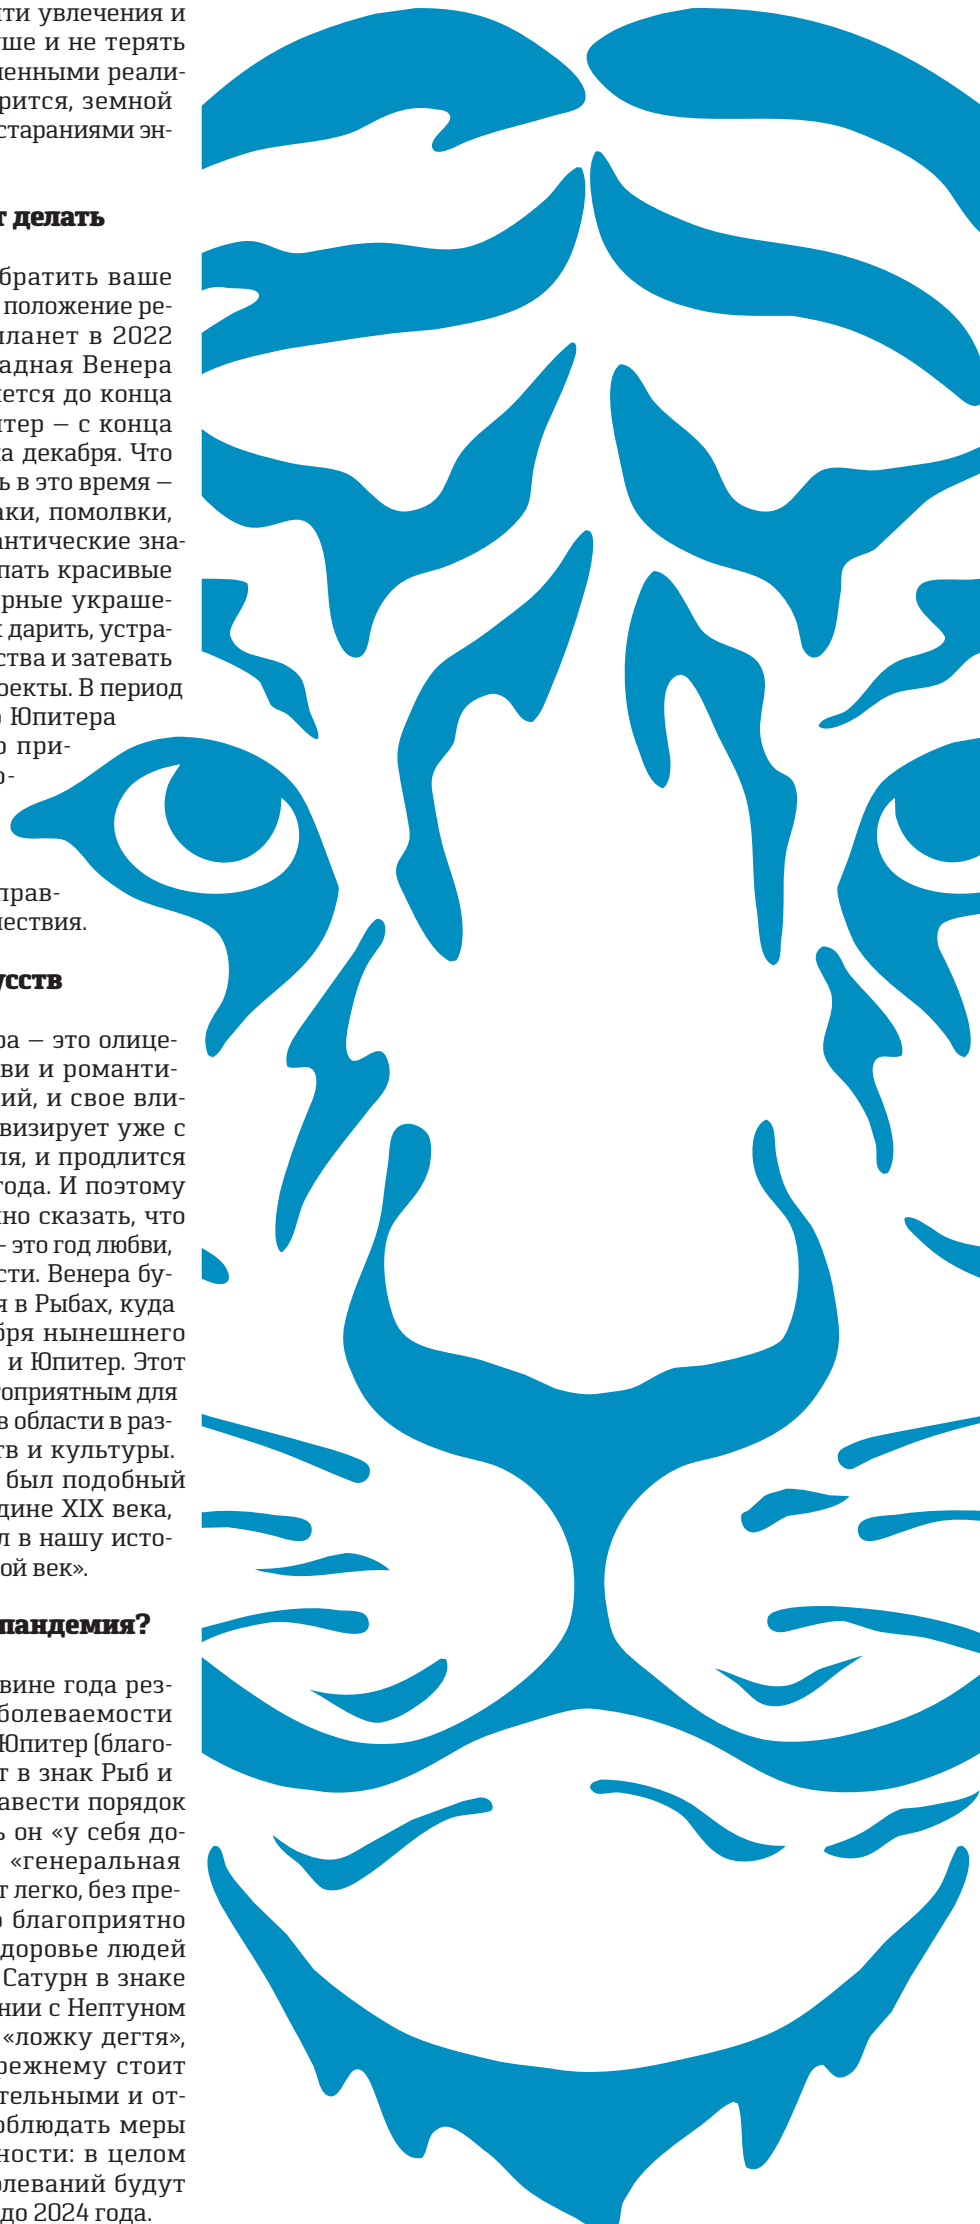 ти увлечения и
ше и не терять
ненными реали-
рится, земной
стараниями эн-
т делать
братить ваше
положение ре-
планет в 2022
адная Венера
ется до конца
тер – с конца
а декабря. Что
ь в это время –
аки, помолвки,
антические зна-
пать красивые
рные украше-
к дарить, устра-
ства и затевать
оекты. В период
о Юпитера
о при-
о-
прав-
ествия.
усств
ра – это олице-
ви и романти-
ий, и свое вли-
визирует уже с
ля, и продлится
года. И поэтому
но сказать, что
– это год любви,
сти. Венера бу-
я в Рыбах, куда
бря нынешнего
и Юпитер. Этот
гоприятным для
в области в раз-
тв и культуры.
был подобный
дине XIX века,
л в нашу исто-
ой век».
пандемия?
вине года рез-
болеваемости
Юпитер (благо-
т в знак Рыб и
авести порядок
ь он «у себя до-
«генеральная
т легко, без пре-
о благоприятно
доровье людей
Сатурн в знаке
нии с Нептуном
«ложку дегтя»,
режнему стоит
тельными и от-
облюдать меры
ности: в целом
олеваний будут
до 2024 года.